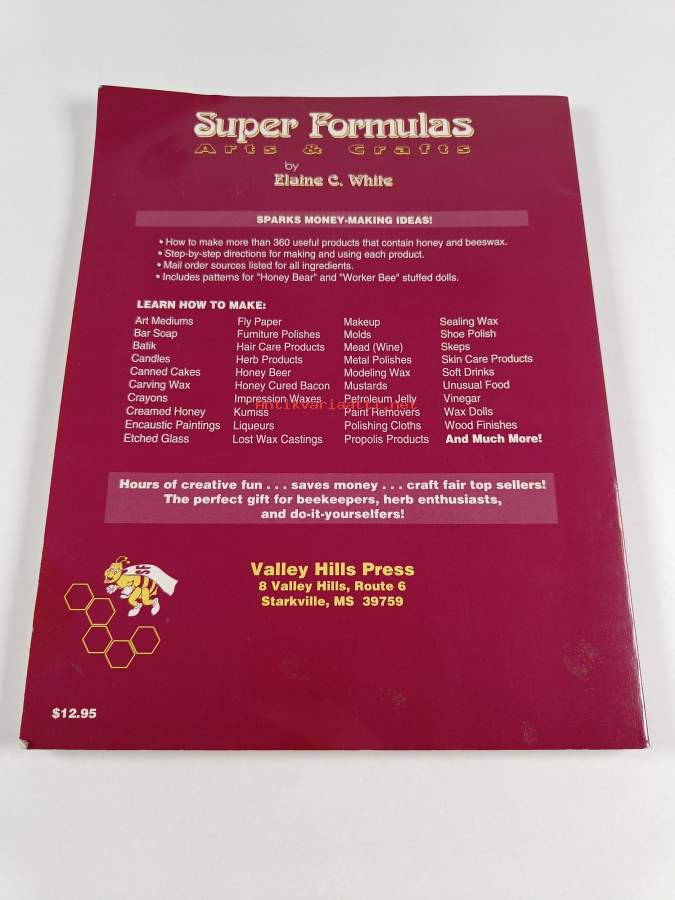 Super Formulas
Arts & Crafts
by
Elaine C. White
SPARKS MONEY-MAKING IDEAS!
• How to make more than 360 useful products that contain honey and beeswax.
• Step-by-step directions for making and using each product.
• Mail order sources listed for all ingredients.
• Includes patterns for "Honey Bear" and "Worker Bee" stuffed dolls.
LEARN HOW TO MAKE:
Art Mediums
Bar Soap
Batik
Candles
Canned Cakes
Carving Wax
Crayons
Creamed Honey
Encaustic Paintings
Etched Glass
Fly Paper
Furniture Polishes
Hair Care Products
Herb Products
Honey Beer
Honey Cured Bacon
Impression Waxes
Kumiss
Liqueurs
Lost Wax Castings
Makeup
Molds
Mead (Wine)
Metal Polishes
Modeling Wax
Mustards
Petroleum Jelly
Paint Removers
Polishing Cloths
Propolis Products
Sealing Wax
Shoe Polish
Skeps
Skin Care Products
Soft Drinks
Unusual Food
Vinegar
Wax Dolls
Wood Finishes
And Much More!
Antikvariaatti.net
Hours of creative fun . . . saves money . . . craft fair top sellers!
The perfect gift for beekeepers, herb enthusiasts,
and do-it-yourselfers!
SF
Valley Hills Press
8 Valley Hills, Route 6
Starkville, MS 39759
$12.95